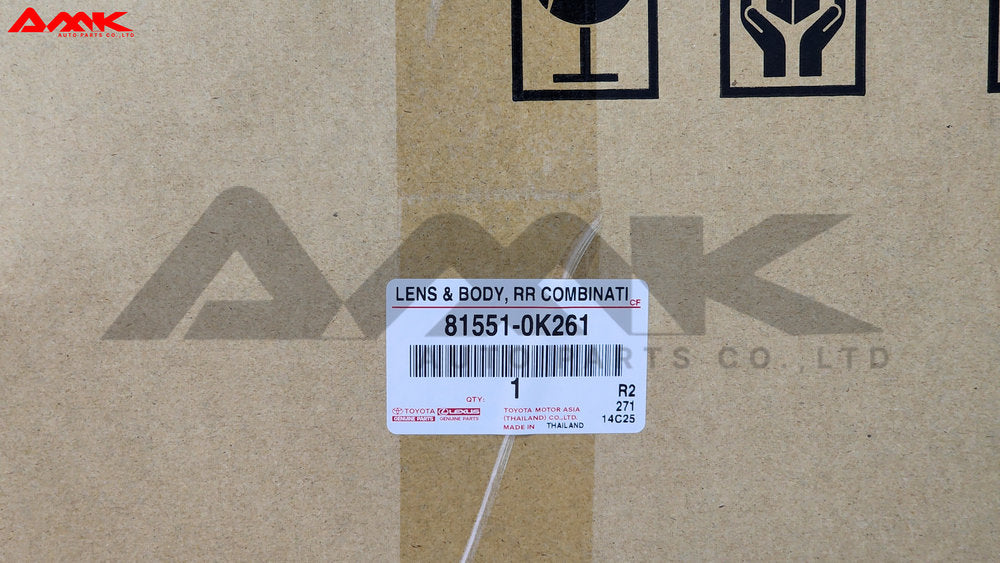 AMK
AUTO PARTS CO.,LTD
AMK
AUTO PARTS CO.,LTD
LENS & BODY, RR COMBINATI
CF
81551-0K261
QTY: 1
R2
271
14C25
TOYOTA LEXUS
GENUINE PARTS GENUINE PARTS
TOYOTA MOTOR ASIA
(THAILAND) CO.,LTD.
MADE IN THAILAND